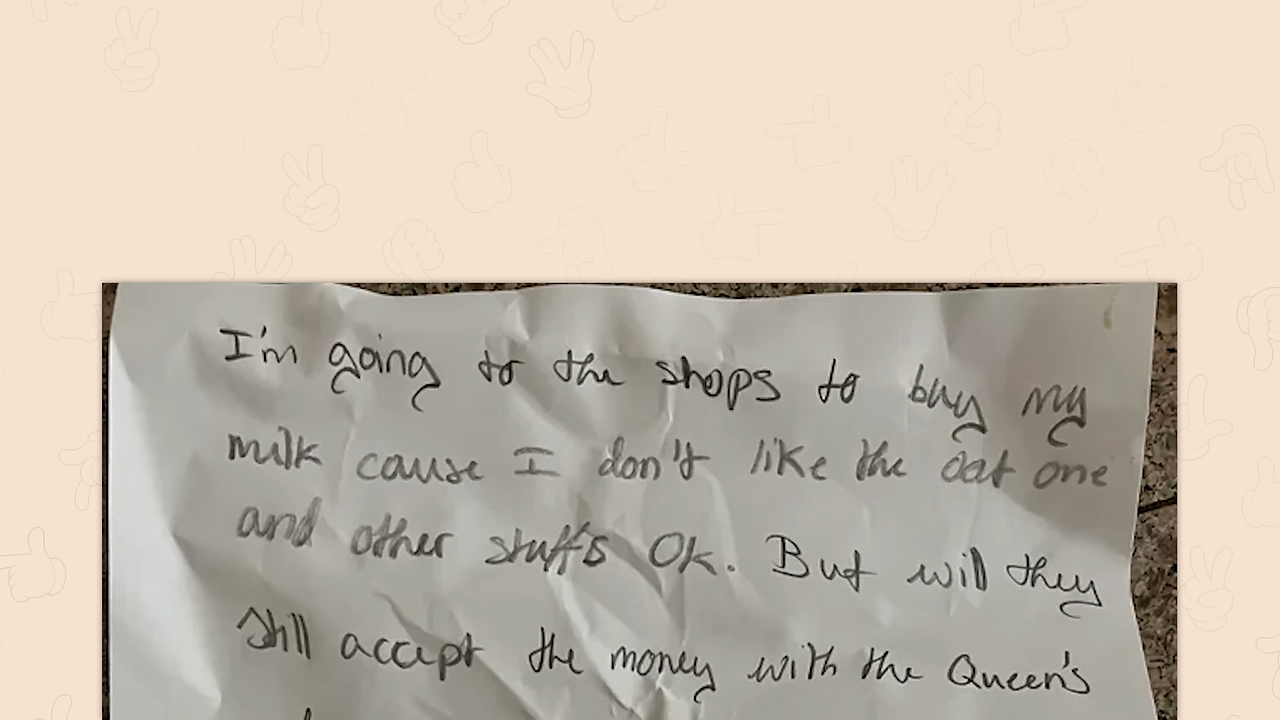 I'm going to the shops to buy my
milk cause I don't like the oat one
and other stuffs Ok. But will they
still accept the money with the Queen's